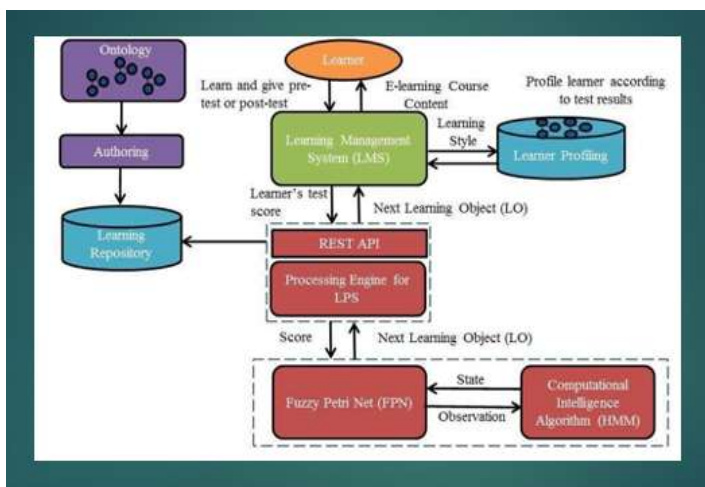 Ontology
Learner
Learn and give pre-
test or post-test
E-learning Course
Content
Profile learner according
to test results
Authoring
Learning Management
System (LMS)
Learning
Style
Learner Profiling
Learner's test
score
Next Learning Object (LO)
Learning
Repository
REST API
Processing Engine for
LPS
Score
Next Learning Object (LO)
Fuzzy Petri Net (FPN)
State
Observation
Computational
Intelligence
Algorithm (HMM)